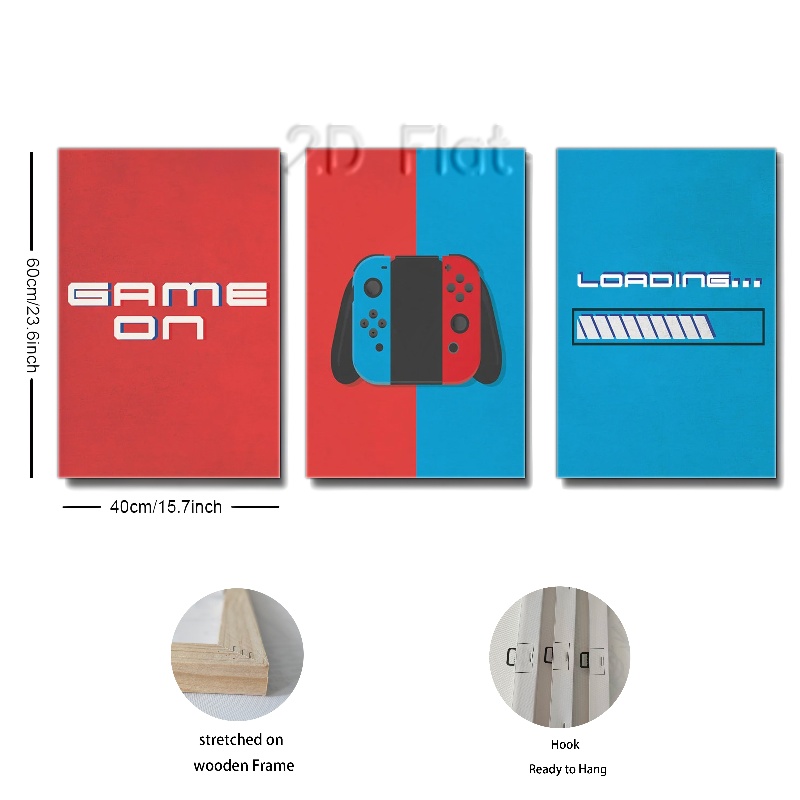 2D Flat
GAME
ON
LOADING...
60cm/23.6inch
40cm/15.7inch
stretched on
wooden Frame
Hook
Ready to Hang